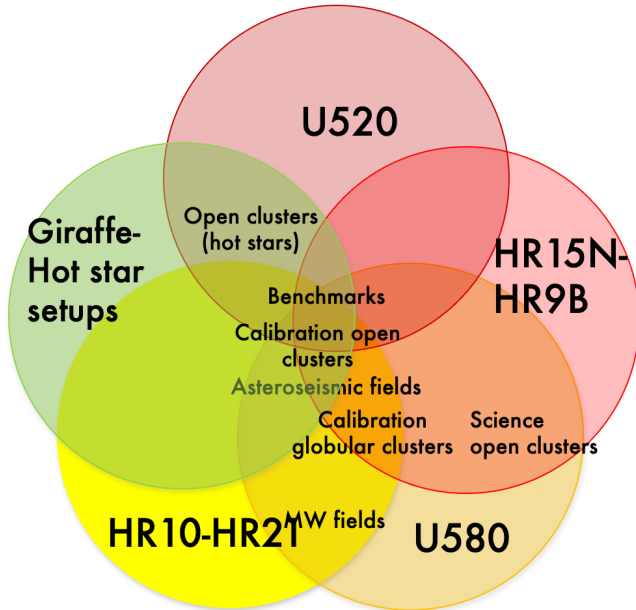 U520
Open clusters
(hot stars)
Giraffe-
Hot star
setups
HR15N-
HR9B
Benchmarks
Calibration open
clusters
Asteroseismic fields
Calibration
globular clusters
Science
open clusters
HR10-HR21
MW fields
U580